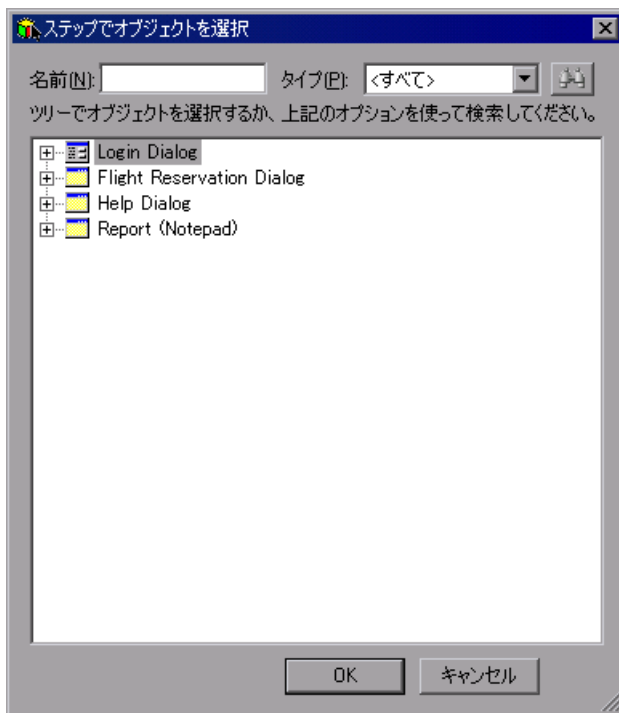 ステップでオブジェクトを選択
名前(N): タイプ(P): <すべて>
ツリーでオブジェクトを選択するか、上記のオプションを使って検索してください。
Login Dialog
Flight Reservation Dialog
Help Dialog
Report (Notepad)
OK キャンセル